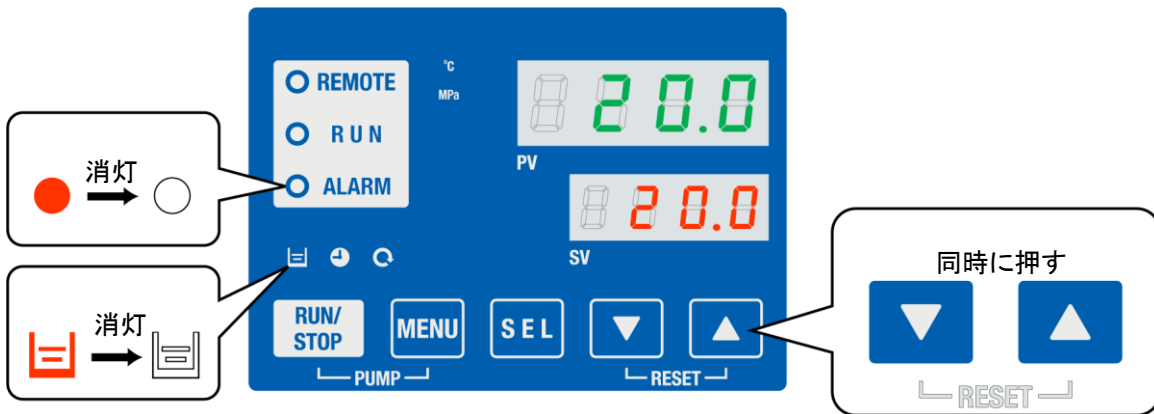 REMOTE
RUN
ALARM
°C
MPa
20.0
PV
20.0
SV
消灯
消灯
RUN/
STOP
MENU
SEL
PUMP
RESET
同時に押す
RESET